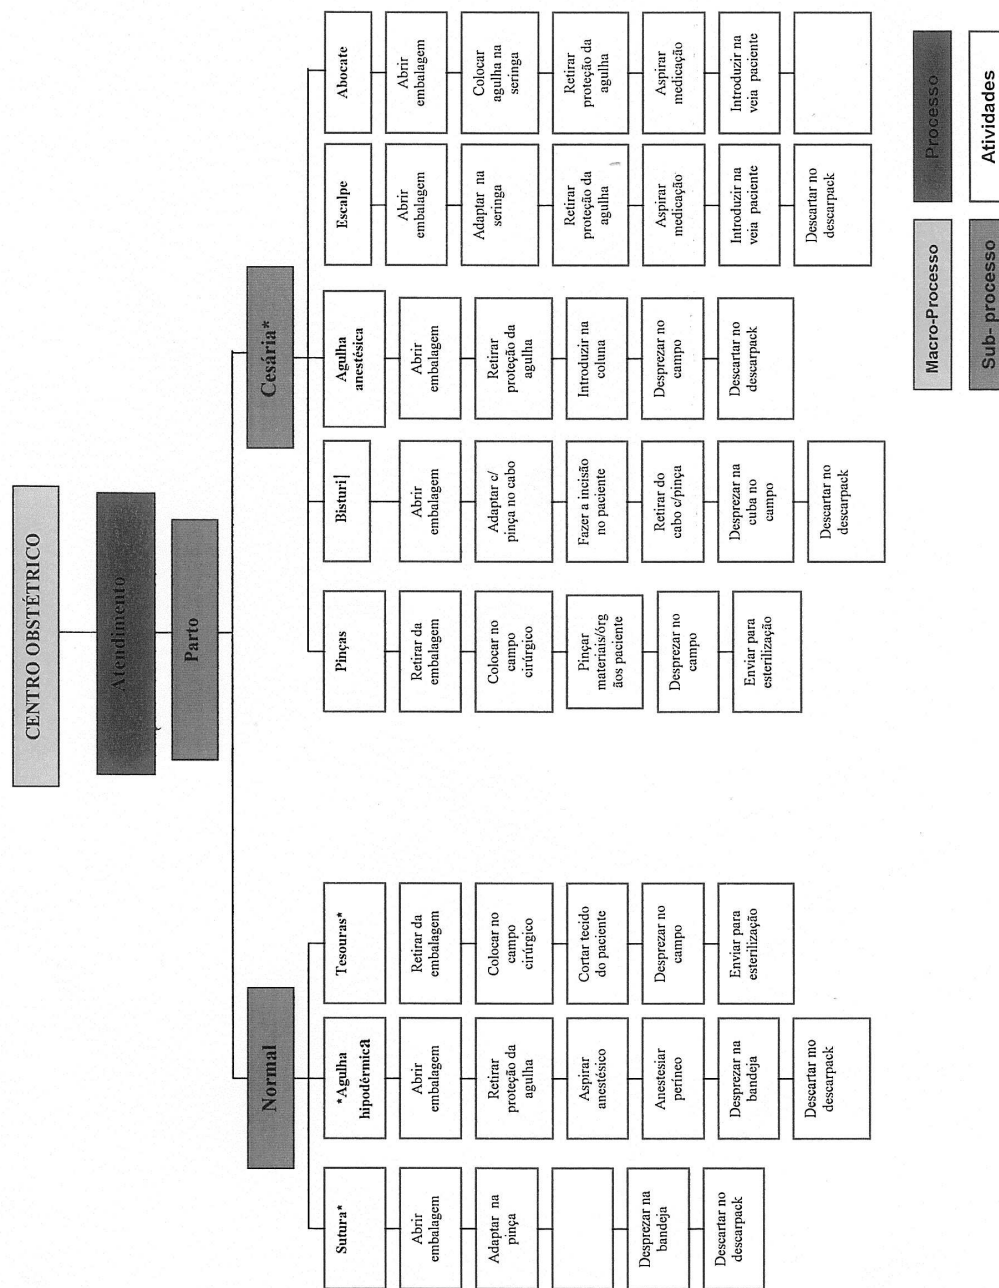 CENTRO OBSTÉTRICO
Atendimento
Parto
Normal
Cesária*
Sutura*
Abrir
embalagem
Adaptar na
pinça
Desprezar na
bandeja
Descartar no
descarpack
*Agulha
hipodérmica
Abrir
embalagem
Retirar
proteção da
agulha
Aspirar
anestésico
Anestesiar
períneo
Desprezar na
bandeja
Descartar mo
descarpack
Tesouras*
Retirar da
embalagem
Colocar no
campo
cirúrgico
Cortar tecido
do paciente
Desprezar no
campo
Enviar para
esterilização
Pinças
Retirar da
embalagem
Colocar no
campo
cirúrgico
Pinçar
materiais/órg
ãos paciente
Desprezar no
campo
Enviar para
esterilização
Bisturi|
Abrir
embalagem
Adaptar c/
pinça no cabo
Fazer a incisão
no paciente
Retirar do
cabo c/pinça
Desprezar na
cuba no
campo
Descartar no
descarpack
Agulha
anestésica
Abrir
embalagem
Retirar
proteção da
agulha
Introduzir na
coluna
Desprezar no
campo
Descartar no
descarpack
Escalpe
Abrir
embalagem
Adaptar na
seringa
Retirar
proteção da
agulha
Aspirar
medicação
Introduzir na
veia paciente
Descartar no
descarpack
Abocate
Abrir
embalagem
Colocar
agulha na
seringa
Retirar
proteção da
agulha
Aspirar
medicação
Introduzir na
veia paciente
Macro-Processo
Processo
Sub- processo
Atividades